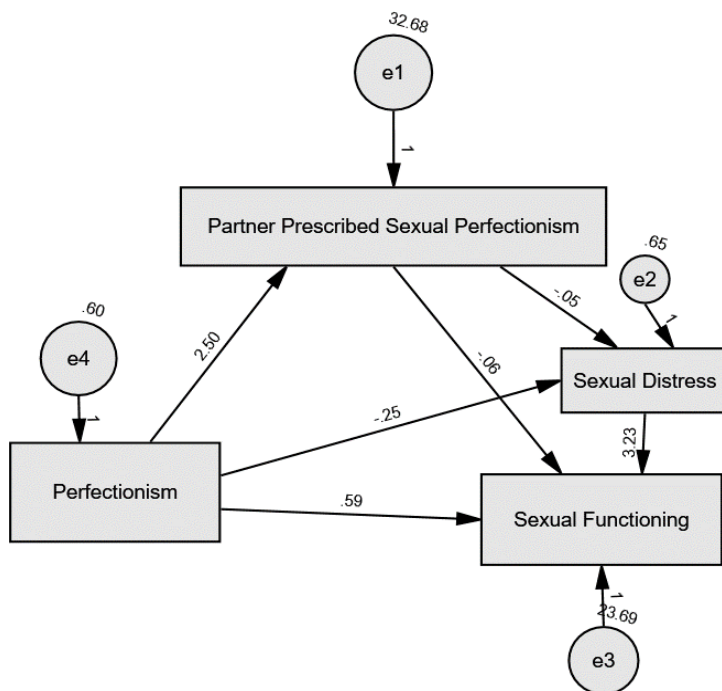 32.68
e1
1
Partner Prescribed Sexual Perfectionism
.65
e2
1
-.05
.60
e4
1
2.50
-.06
Sexual Distress
-.25
3.23
Perfectionism
.59
Sexual Functioning
1
23.69
e3